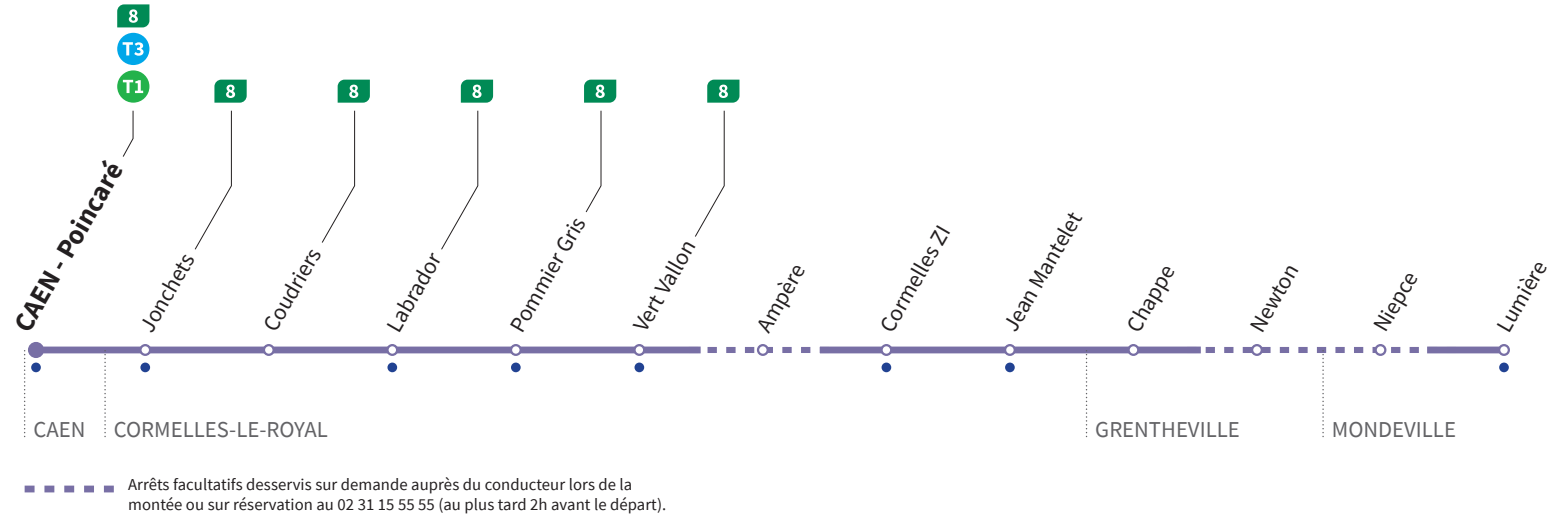 8
T3
T1
8
8
8
8
8
CAEN - Poincaré
Jonchets
Coudriers
Labrador
Pommier Gris
Vert Vallon
Ampère
Cormelles ZI
Jean Mantelet
Chappe
Newton
Niepce
Lumière
CAEN
CORMELLES-LE-ROYAL
GRENTHEVILLE
MONDEVILLE
Arrêts facultatifs desservis sur demande auprès du conducteur lors de la
montée ou sur réservation au 02 31 15 55 55 (au plus tard 2h avant le départ).